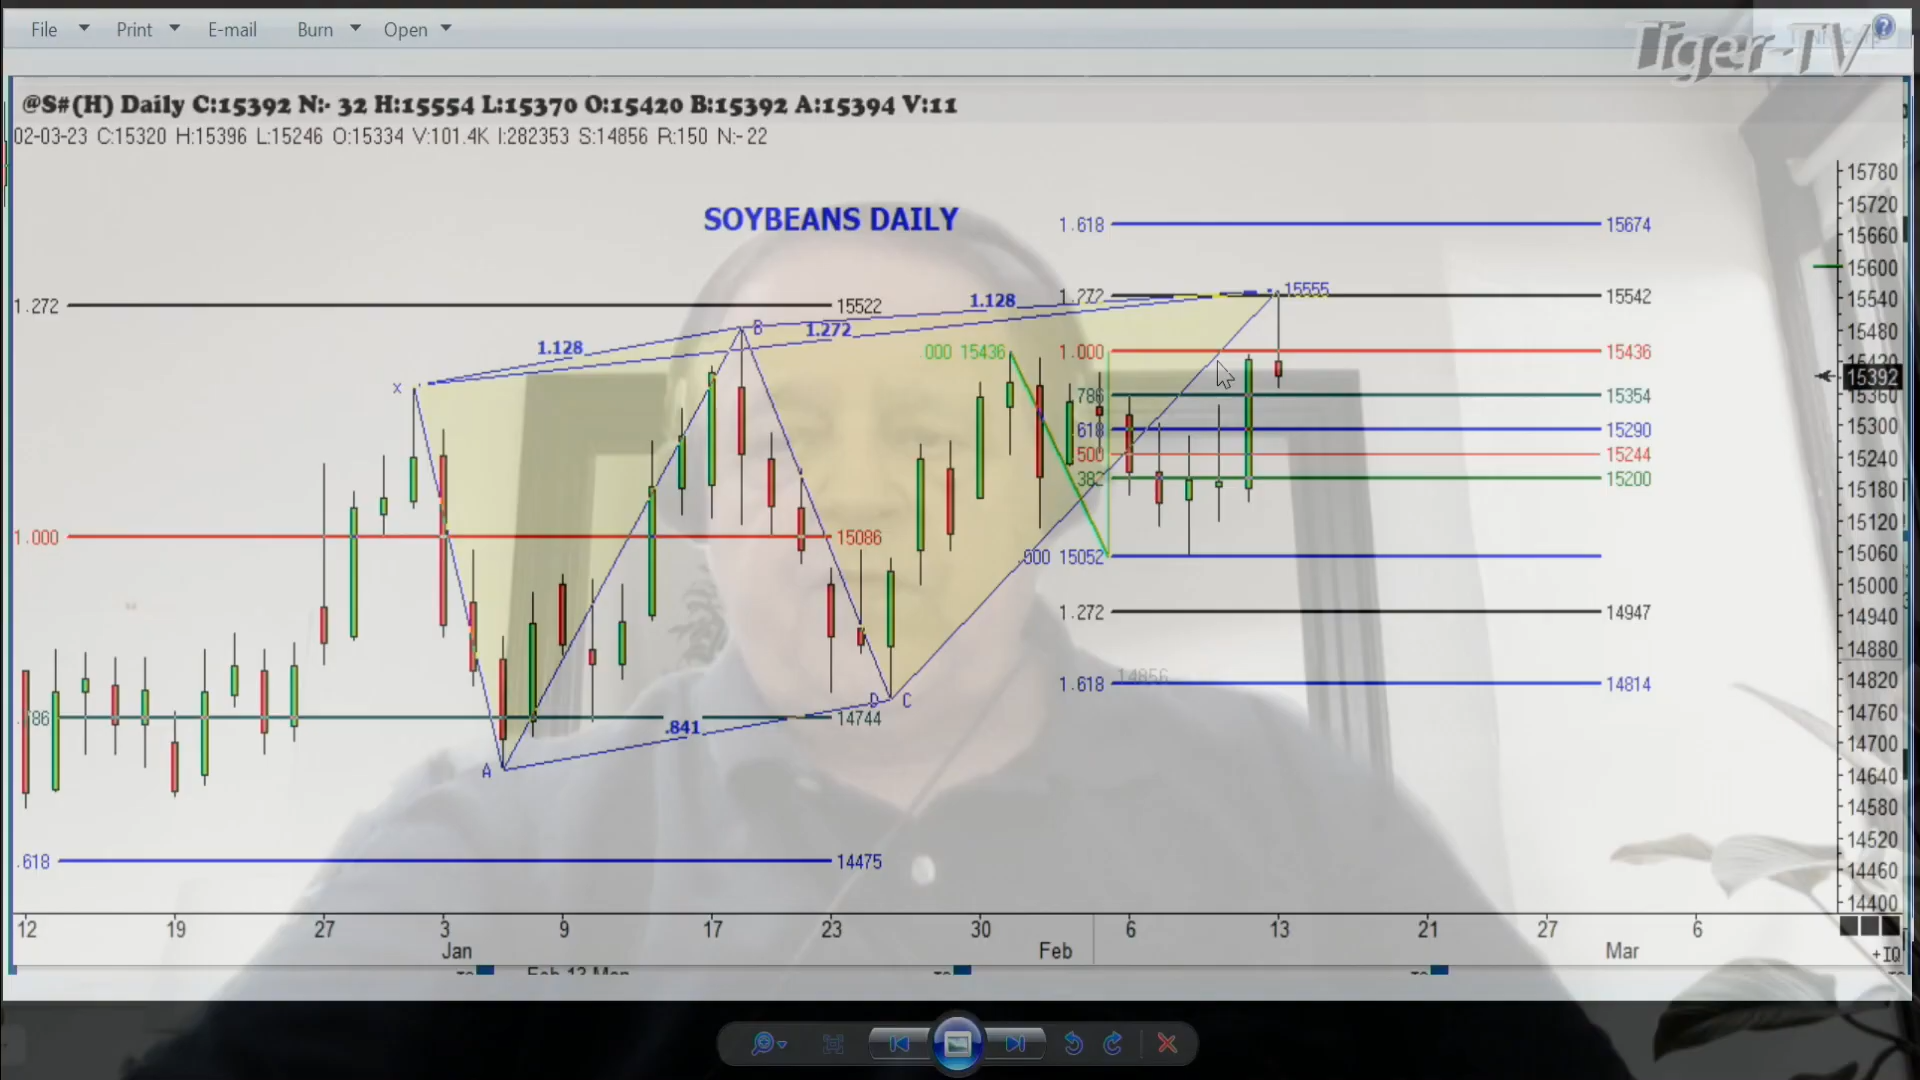 File Print E-mail Burn Open
Tiger-TV
@S#(H) Daily C:15392 N:- 32 H:15554 L:15370 O:15420 B:15392 A:15394 V:11
02-03-23 C:15320 H:15396 L:15246 O:15334 V:101.4K I:282353 S:14856 R:150 N:-22
SOYBEANS DAILY
1.618 15674
1.272 15522
1.128
1.272
1.128
1.272 15555 15542
X
B
.000 15436 1.000 15436
.786 15354
.618 15290
.500 15244
.382 15200
1.000 15086
.000 15052
1.272 14947
14856
1.618 14814
D C
.841
.786 14744
A
.618 14475
15780
15720
15660
15600
15540
15480
15420
15392
15360
15300
15240
15180
15120
15060
15000
14940
14880
14820
14760
14700
14640
14580
14520
14460
14400
12 19 27 3 9 17 23 30 6 13 21 27 6
Jan Feb Mar
+IQ
Feb 13 Mon